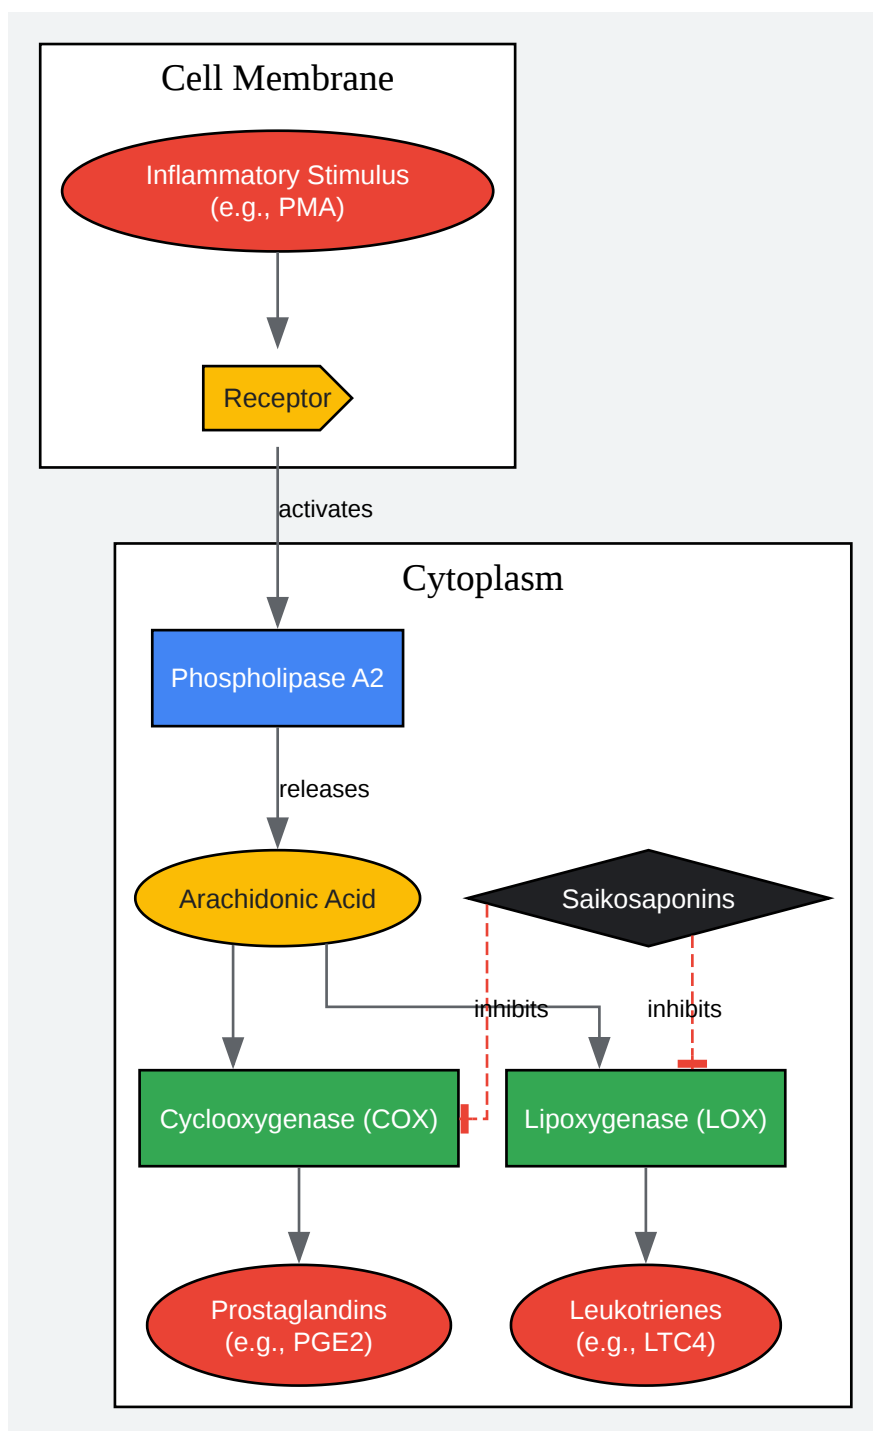 Cell Membrane
Inflammatory Stimulus
(e.g., PMA)
Receptor
activates
Cytoplasm
Phospholipase A2
releases
Arachidonic Acid
Saikosaponins
inhibits
inhibits
Cyclooxygenase (COX)
Lipoxygenase (LOX)
Prostaglandins
(e.g., PGE2)
Leukotrienes
(e.g., LTC4)